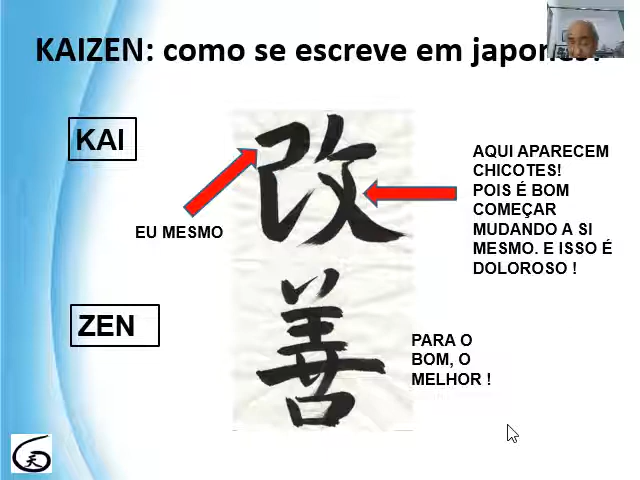 KAIZEN: como se escreve em japonês!
KAI
改
AQUI APARECEM
CHICOTES!
POIS É BOM
COMEÇAR
MUDANDO A SI
MESMO. E ISSO É
DOLOROSO !
EU MESMO
ZEN
善
PARA O
BOM, O
MELHOR !